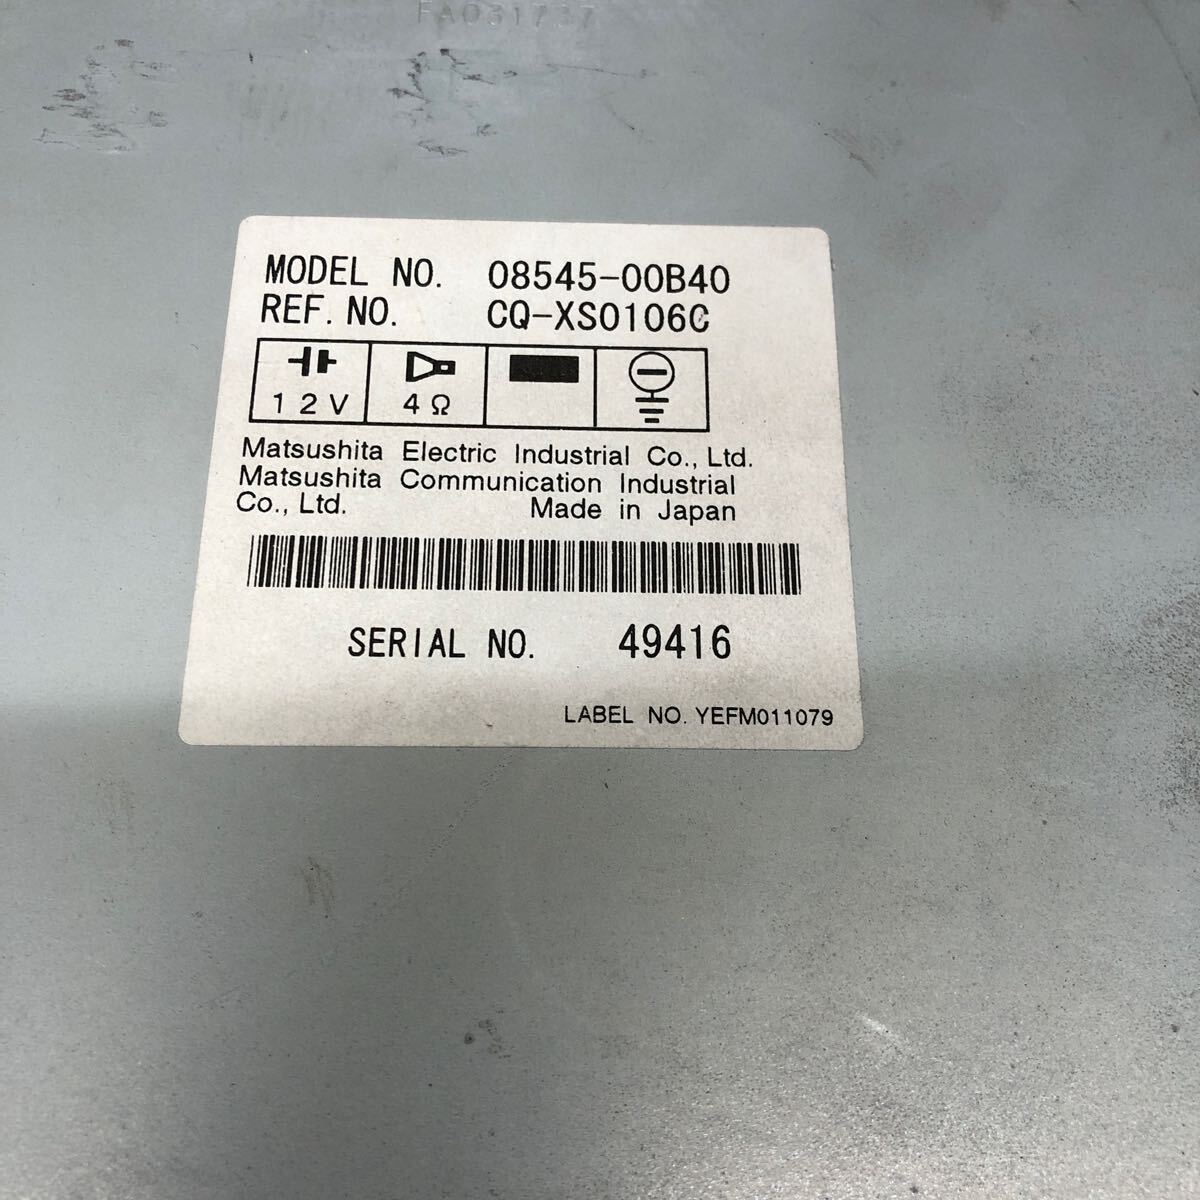 FA031737
MODEL NO. 08545-00B40
REF. NO. CQ-XS0106C
12V 4Ω
Matsushita Electric Industrial Co., Ltd.
Matsushita Communication Industrial
Co., Ltd. Made in Japan
SERIAL NO. 49416
LABEL NO. YEFM011079